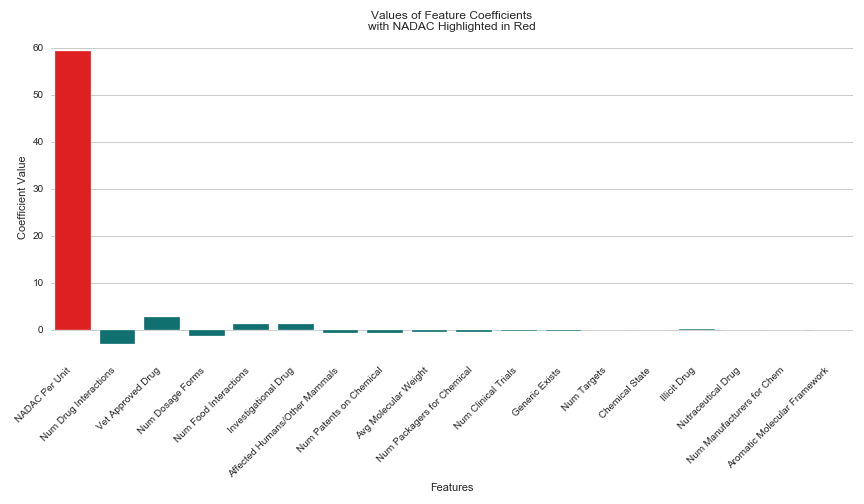 Values of Feature Coefficients
with NADAC Highlighted in Red
60
50
40
30
20
10
0
Coefficient Value
NADAC Per Unit
Num Drug Interactions
Vet Approved Drug
Num Dosage Forms
Num Food Interactions
Investigational Drug
Affected Humans/Other Mammals
Num Patents on Chemical
Avg Molecular Weight
Num Packagers for Chemical
Num Clinical Trials
Generic Exists
Num Targets
Chemical State
Illicit Drug
Nutraceutical Drug
Num Manufacturers for Chem
Aromatic Molecular Framework
Features